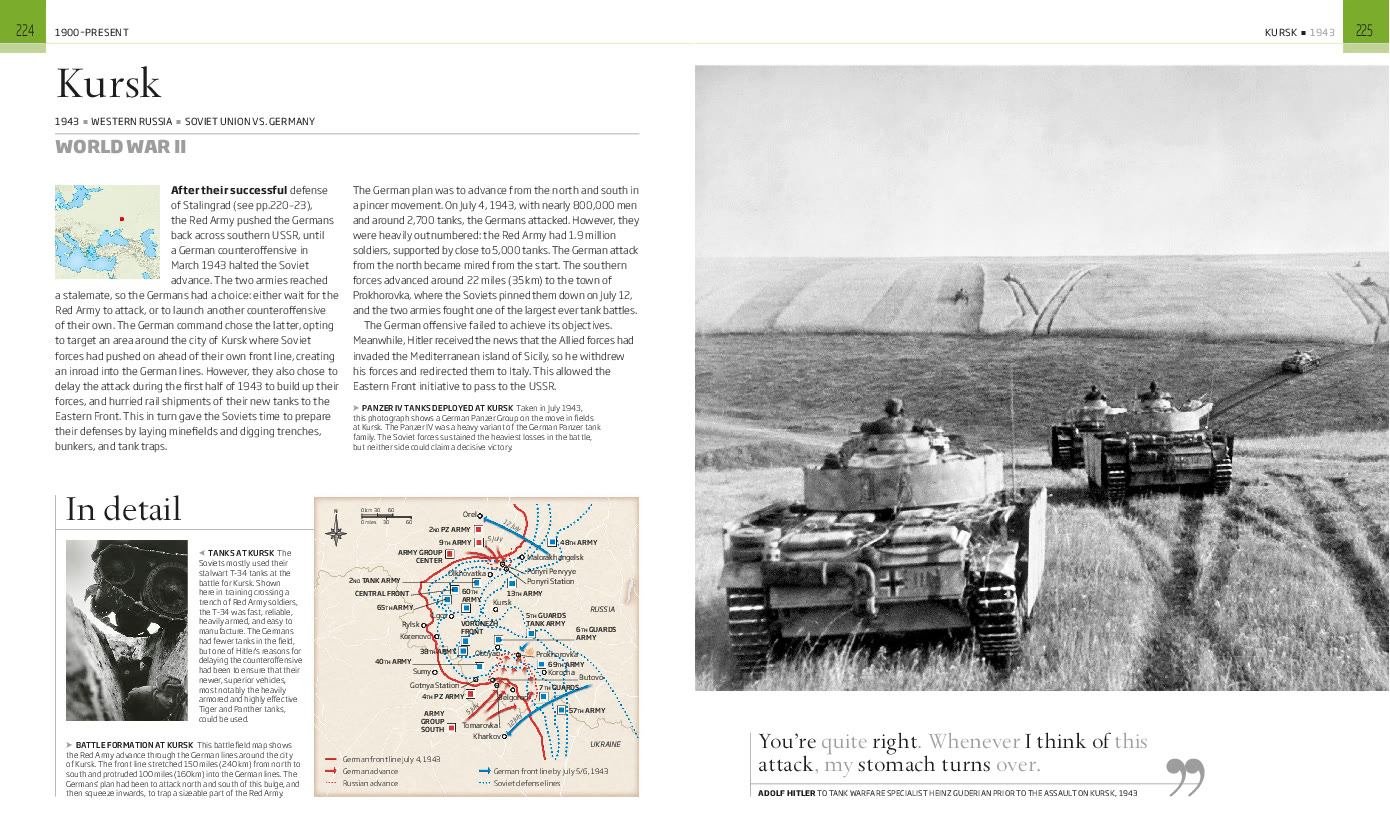 224
1900–PRESENT
KURSK ■ 1943
225
Kursk
1943 ■ WESTERN RUSSIA ■ SOVIET UNION VS. GERMANY
WORLD WAR II
After their successful defense
of Stalingrad (see pp.220–23),
the Red Army pushed the Germans
back across southern USSR, until
a German counteroffensive in
March 1943 halted the Soviet
advance. The two armies reached
a stalemate, so the Germans had a choice: either wait for the
Red Army to attack, or to launch another counteroffensive
of their own. The German command chose the latter, opting
to target an area around the city of Kursk where Soviet
forces had pushed on ahead of their own front line, creating
an inroad into the German lines. However, they also chose to
delay the attack during the first half of 1943 to build up their
forces, and hurried rail shipments of their new tanks to the
Eastern Front. This in turn gave the Soviets time to prepare
their defenses by laying minefields and digging trenches,
bunkers, and tank traps.
The German plan was to advance from the north and south in
a pincer movement. On July 4, 1943, with nearly 800,000 men
and around 2,700 tanks, the Germans attacked. However, they
were heavily outnumbered: the Red Army had 1.9 million
soldiers, supported by close to 5,000 tanks. The German attack
from the north became mired from the start. The southern
forces advanced around 22 miles (35km) to the town of
Prokhorovka, where the Soviets pinned them down on July 12,
and the two armies fought one of the largest ever tank battles.
The German offensive failed to achieve its objectives.
Meanwhile, Hitler received the news that the Allied forces had
invaded the Mediterranean island of Sicily, so he withdrew
his forces and redirected them to Italy. This allowed the
Eastern Front initiative to pass to the USSR.
▶ PANZER IV TANKS DEPLOYED AT KURSK Taken in July 1943,
this photograph shows a German Panzer Group on the move in fields
at Kursk. The Panzer IV was a heavy variant of the German Panzer tank
family. The Soviet forces sustained the heaviest losses in the battle,
but neither side could claim a decisive victory.
In detail
◀ TANKS AT KURSK The
Soviets mostly used their
stalwart T-34 tanks at the
battle for Kursk. Shown
here in training crossing a
trench of Red Army soldiers,
the T-34 was fast, reliable,
heavily armed, and easy to
manufacture. The Germans
had fewer tanks in the field,
but one of Hitler's reasons for
delaying the counteroffensive
had been to ensure that their
newer, superior vehicles,
most notably the heavily
armored and highly effective
Tiger and Panther tanks,
could be used.
▶ BATTLE FORMATION AT KURSK This battlefield map shows
the Red Army advance through the German lines around the city
of Kursk. The front line stretched 150 miles (240km) from north to
south and protruded 100 miles (160km) into the German lines. The
Germans' plan had been to attack north and south of this bulge, and
then squeeze inwards, to trap a sizeable part of the Red Army.
N
0 km 30 60
0 miles 30 60
Orel
12 July
2ND PZ ARMY
9TH ARMY
5 July
48TH ARMY
ARMY GROUP
CENTER
Maloarkhangelsk
Ponyri Pervyye
Olkhovatka
Ponyri Station
2ND TANK ARMY
CENTRAL FRONT
60TH
ARMY
13TH ARMY
65TH ARMY
Kursk
RUSSIA
Lgov
5TH GUARDS
TANK ARMY
Rylsk
VORONEZH
FRONT
6TH GUARDS
ARMY
Korenevo
38TH ARMY
Oboyan
Prokhorovka
40TH ARMY
69TH ARMY
Sumy
Korocha
Butovo
Gotnya Station
7TH GUARDS
4TH PZ ARMY
Belgorod
5 July
57TH ARMY
ARMY
GROUP
SOUTH
Tomarovka
Kharkov
UKRAINE
German front line July 4, 1943
German advance
Russian advance
German front line by July 5/6, 1943
Soviet defense lines
You're quite right. Whenever I think of this
attack, my stomach turns over.
ADOLF HITLER TO TANK WARFARE SPECIALIST HEINZ GUDERIAN PRIOR TO THE ASSAULT ON KURSK, 1943